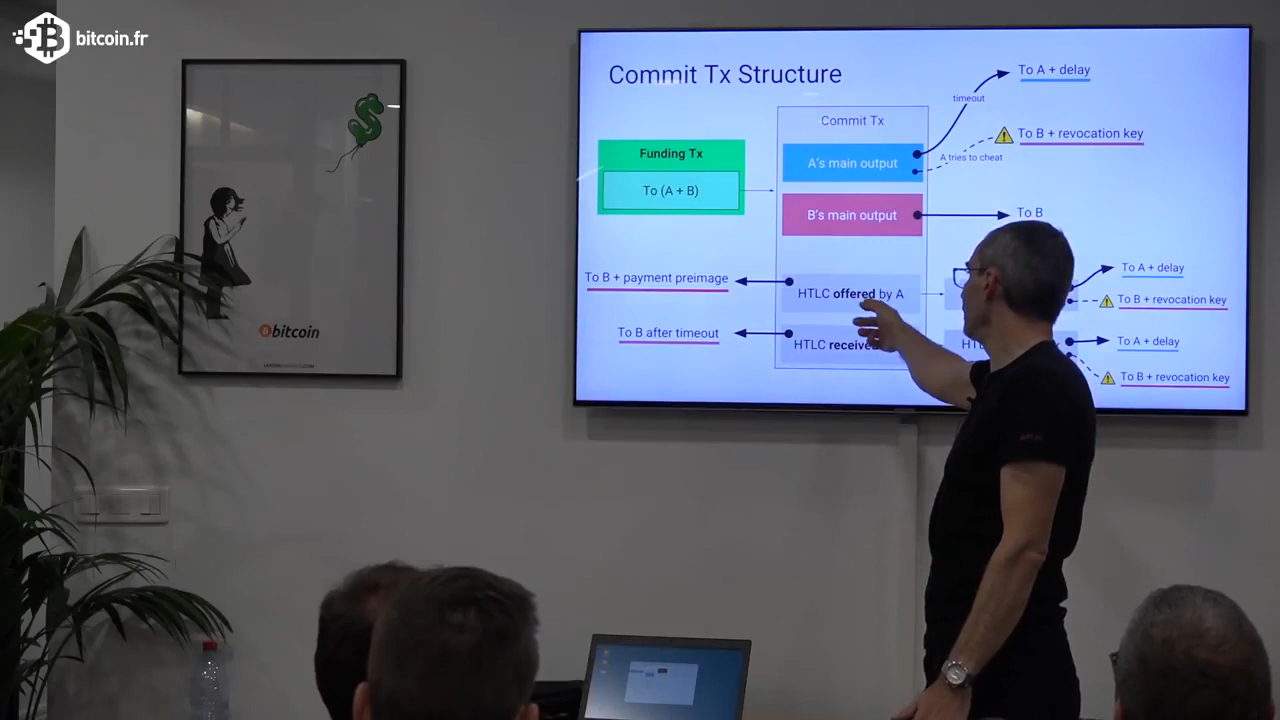 bitcoin.fr
Commit Tx Structure
To A + delay
timeout
Commit Tx
To B + revocation key
Funding Tx
A's main output
A tries to cheat
To (A + B)
B's main output
To B
To B + payment preimage
HTLC offered by A
To A + delay
To B + revocation key
To B after timeout
HTLC received
To A + delay
To B + revocation key
bitcoin